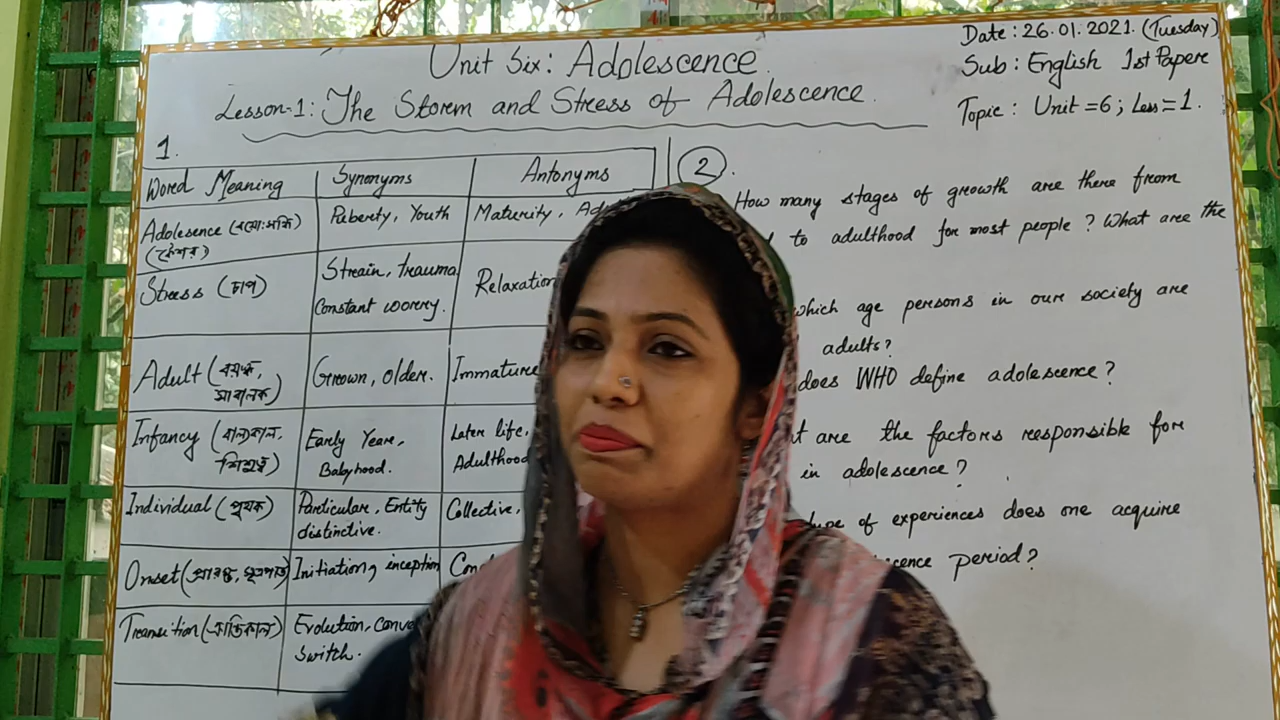 Unit Six: Adolescence.
Lesson-1: The Storm and Stress of Adolescence.
Date: 26.01.2021. (Tuesday)
Sub: English 1st Papere
Topic: Unit=6; Less=1.
1.
Word Meaning
Synonyms
Antonyms
Adolesence (বয়ঃসন্ধি)
(কৈশর)
Puberty, Youth
Maturity,
Stress (চাপ)
Strain, trauma
Constant worry.
Relaxation
Adult (বয়স্ক,
সাবালক)
Grown, Older.
Immature
Infancy (বাল্যকাল,
শিশুত্ব)
Early Year,
Babyhood.
Later life,
Adulthood
Individual (পৃথক)
Particular, Entity
distinctive.
Collective,
Onset (প্রারম্ভ, সূত্রপাত)
Initiation, inception
Transition (ক্রান্তিকাল)
Evolution,
Switch.
2.
How many stages of growth are there from
to adulthood for most people? What are the
which age persons in our society are
adults?
does WHO define adolescence?
are the factors responsible for
in adolescence?
of experiences does one acquire
period?